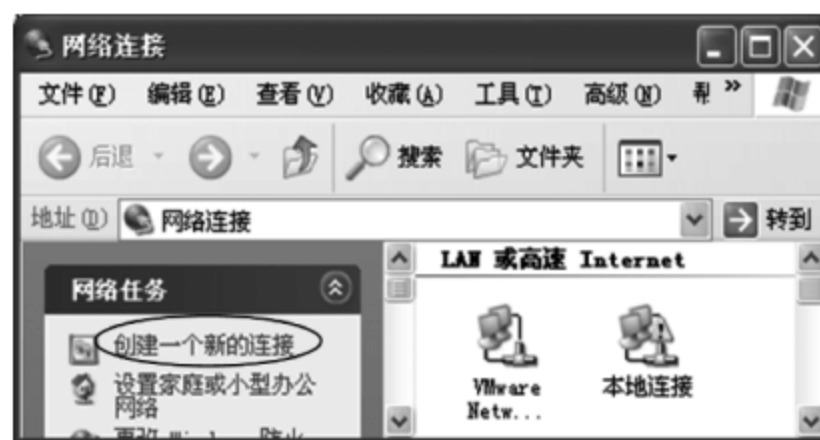 网络连接
文件(F) 编辑(E) 查看(V) 收藏(A) 工具(T) 高级(N) »
后退 搜索 文件夹
地址(D) 网络连接 转到
网络任务
创建一个新的连接
设置家庭或小型办公
网络
LAN 或高速 Internet
VMware
Netw...
本地连接